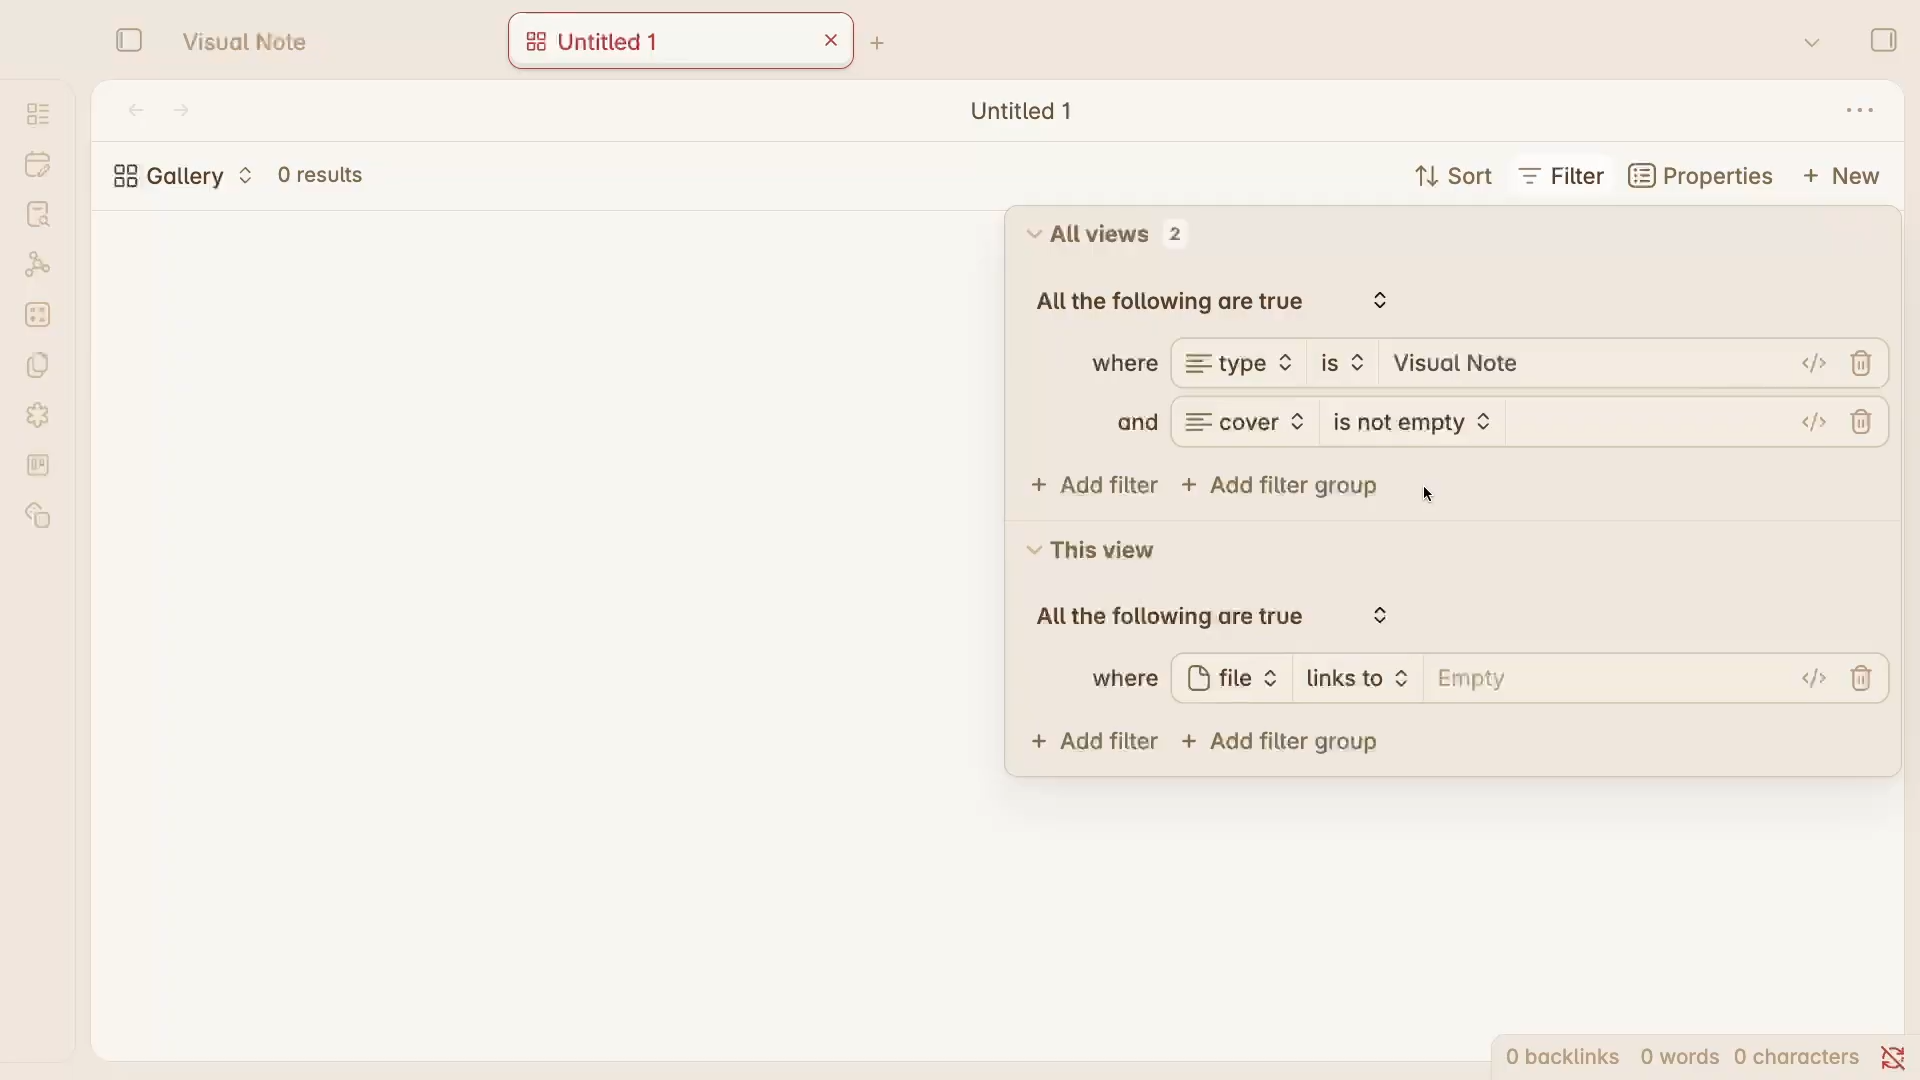 Visual Note
Untitled 1
Untitled 1
Gallery 0 results Sort Filter Properties New
All views 2
All the following are true
where type is Visual Note </>
and cover is not empty </>
+ Add filter + Add filter group
This view
All the following are true
where file links to Empty </>
+ Add filter + Add filter group
0 backlinks 0 words 0 characters